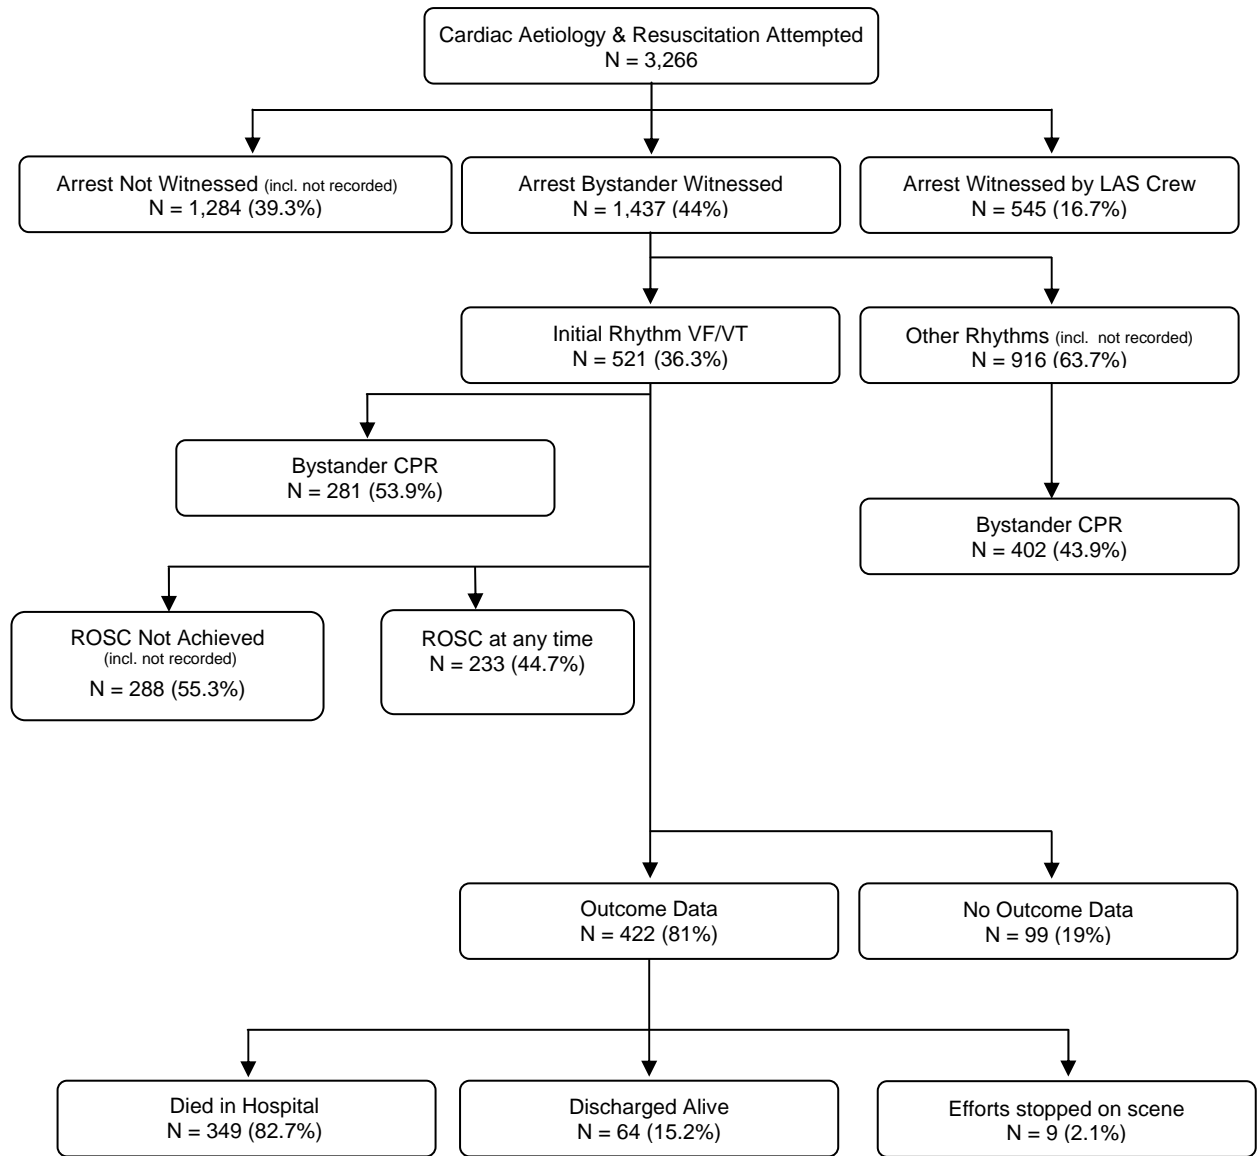 Cardiac Aetiology & Resuscitation Attempted
N = 3,266
Arrest Not Witnessed (incl. not recorded)
N = 1,284 (39.3%)
Arrest Bystander Witnessed
N = 1,437 (44%)
Arrest Witnessed by LAS Crew
N = 545 (16.7%)
Initial Rhythm VF/VT
N = 521 (36.3%)
Other Rhythms (incl. not recorded)
N = 916 (63.7%)
Bystander CPR
N = 281 (53.9%)
Bystander CPR
N = 402 (43.9%)
ROSC Not Achieved
(incl. not recorded)
N = 288 (55.3%)
ROSC at any time
N = 233 (44.7%)
Outcome Data
N = 422 (81%)
No Outcome Data
N = 99 (19%)
Died in Hospital
N = 349 (82.7%)
Discharged Alive
N = 64 (15.2%)
Efforts stopped on scene
N = 9 (2.1%)